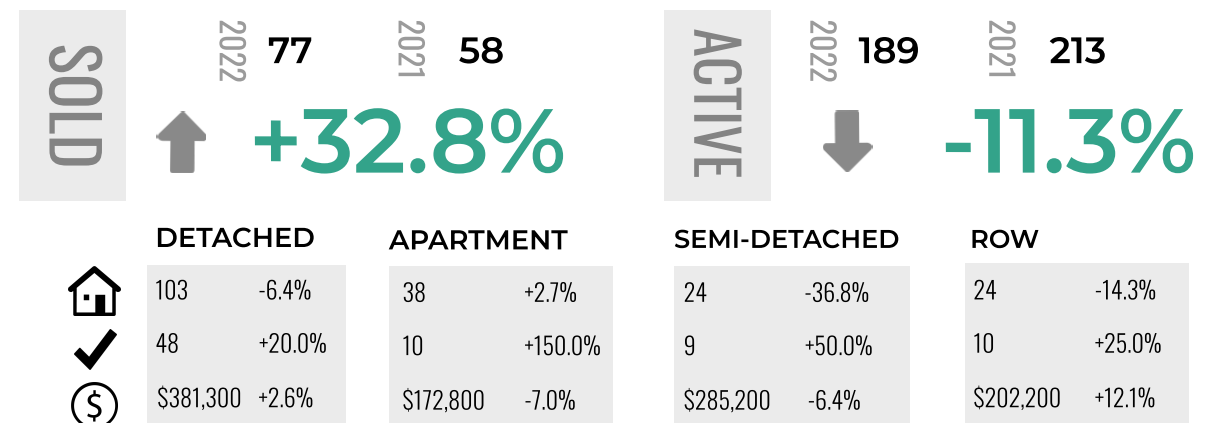 SOLD
2022 77 2021 58
+32.8%
ACTIVE
2022 189 2021 213
-11.3%
DETACHED
103 -6.4%
48 +20.0%
$381,300 +2.6%
APARTMENT
38 +2.7%
10 +150.0%
$172,800 -7.0%
SEMI-DETACHED
24 -36.8%
9 +50.0%
$285,200 -6.4%
ROW
24 -14.3%
10 +25.0%
$202,200 +12.1%
$